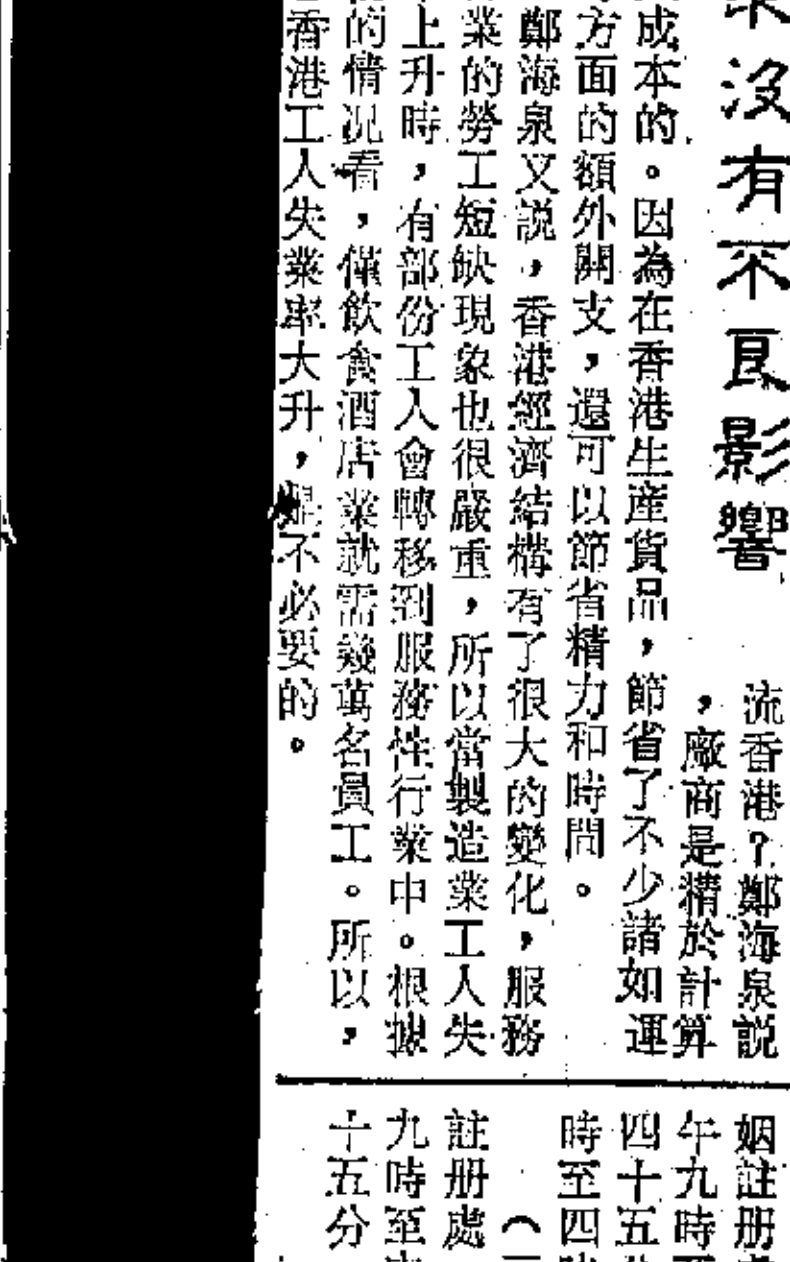 沒有不良影響
流香港？鄭海泉説
，廠商是精於計算
成本的。因為在香港生産貨品，節省了不少諸如運
方面的額外開支，還可以節省精力和時間。
鄭海泉又説，香港經濟結構有了很大的變化，服務
業的勞工短缺現象也很嚴重，所以當製造業工人失
上升時，有部份工人會轉移到服務性行業中。根據
的情況看，僅飲食酒店業就需幾萬名員工。所以，
香港工人失業率大升，是不必要的。
姻註册
午九時至
四十五
時至四時
（
註册處
九時至
十五分